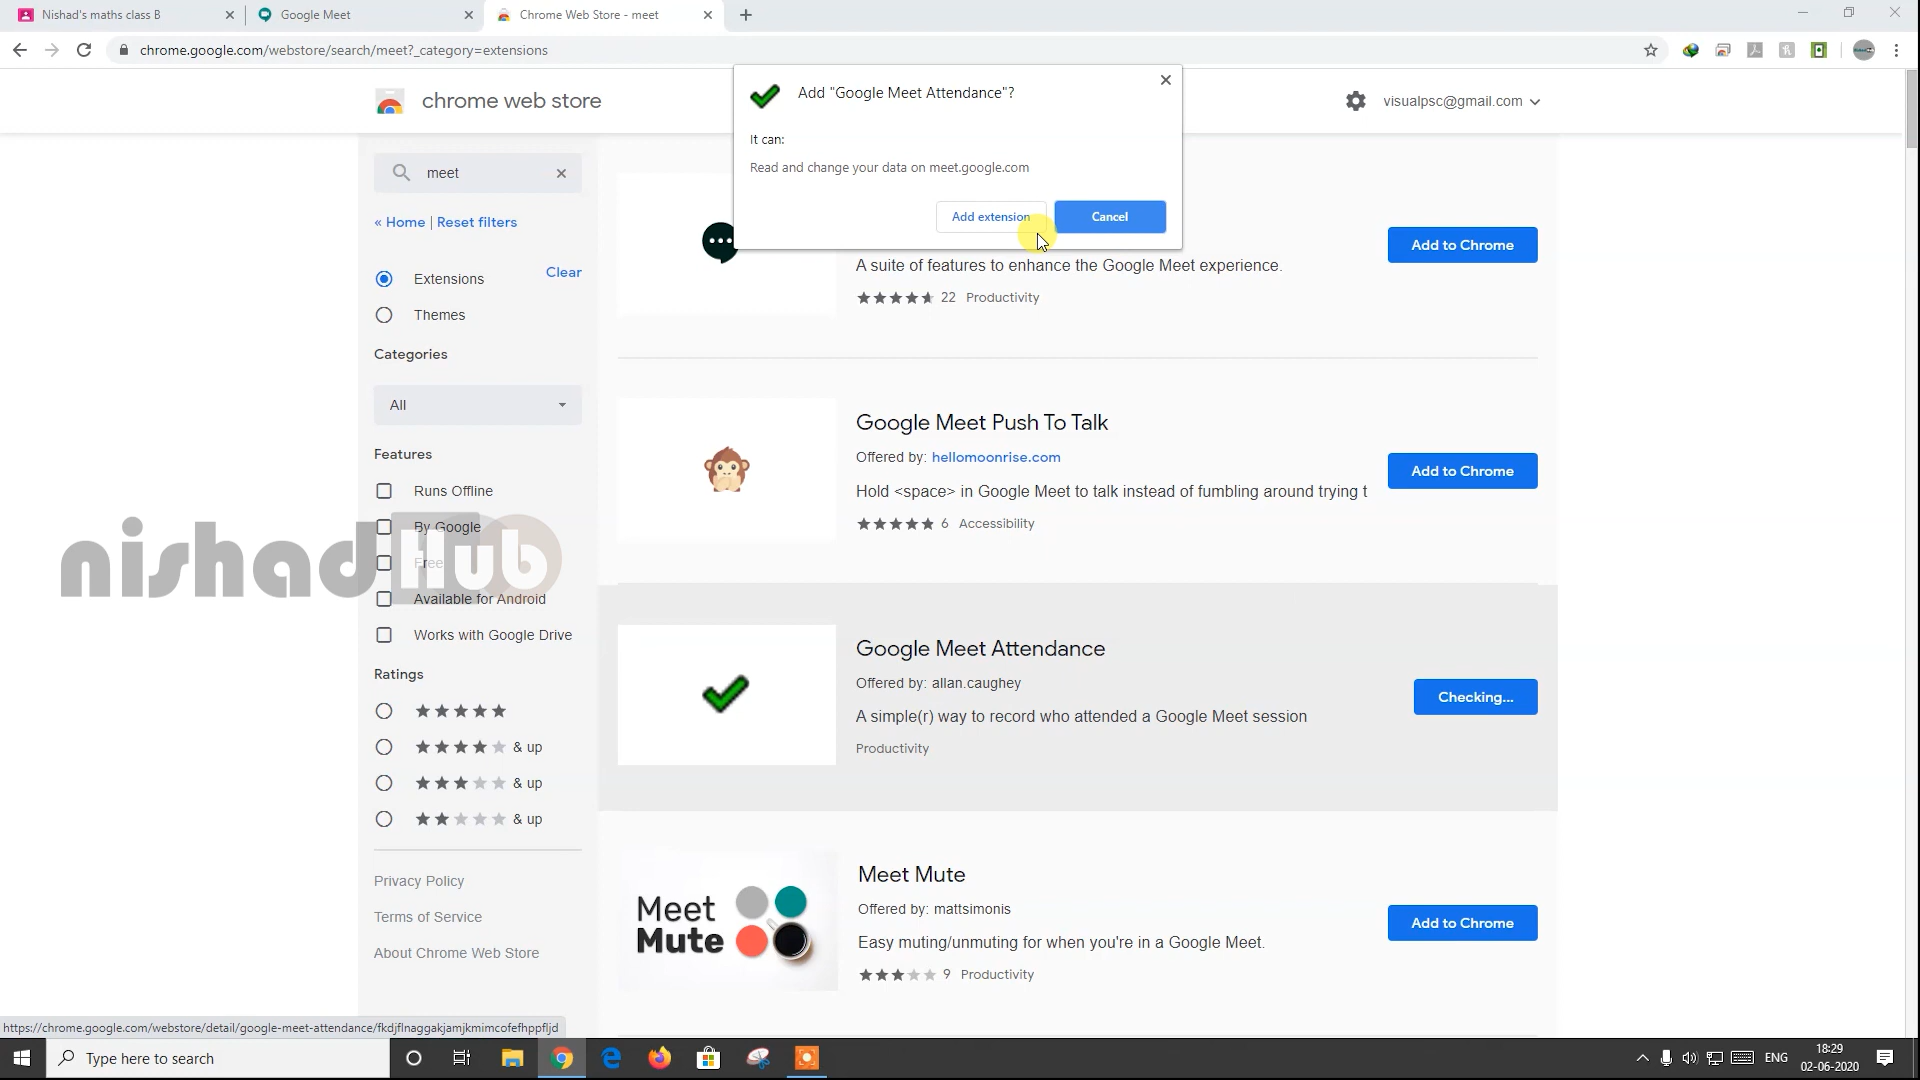 Nishad's maths class B
Google Meet
Chrome Web Store - meet
chrome.google.com/webstore/search/meet?_category=extensions
chrome web store
visualpsc@gmail.com
Add "Google Meet Attendance"?
It can:
Read and change your data on meet.google.com
Add extension
Cancel
meet
« Home | Reset filters
Extensions
Clear
Themes
Categories
All
Features
Runs Offline
By Google
Free
Available for Android
Works with Google Drive
Ratings
& up
& up
& up
Privacy Policy
Terms of Service
About Chrome Web Store
nishad Hub
A suite of features to enhance the Google Meet experience.
22 Productivity
Add to Chrome
Google Meet Push To Talk
Offered by: hellomoonrise.com
Hold <space> in Google Meet to talk instead of fumbling around trying t
6 Accessibility
Add to Chrome
Google Meet Attendance
Offered by: allan.caughey
A simple(r) way to record who attended a Google Meet session
Productivity
Checking...
Meet
Mute
Meet Mute
Offered by: mattsimonis
Easy muting/unmuting for when you're in a Google Meet.
9 Productivity
Add to Chrome
https://chrome.google.com/webstore/detail/google-meet-attendance/fkdjflnaggakjamjkmimcofefhppfljd
Type here to search
ENG
18:29
02-06-2020